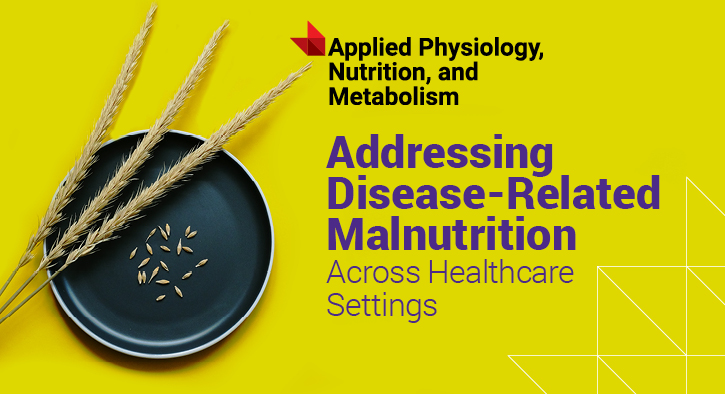 Applied Physiology,
Nutrition, and
Metabolism
Addressing
Disease-Related
Malnutrition
Across Healthcare
Settings